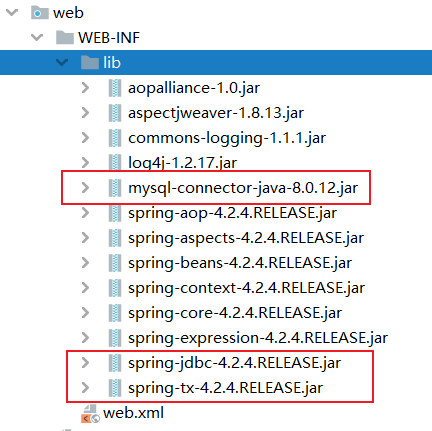 web
WEB-INF
lib
aopalliance-1.0.jar
aspectjweaver-1.8.13.jar
commons-logging-1.1.1.jar
log4j-1.2.17.jar
mysql-connector-java-8.0.12.jar
spring-aop-4.2.4.RELEASE.jar
spring-aspects-4.2.4.RELEASE.jar
spring-beans-4.2.4.RELEASE.jar
spring-context-4.2.4.RELEASE.jar
spring-core-4.2.4.RELEASE.jar
spring-expression-4.2.4.RELEASE.jar
spring-jdbc-4.2.4.RELEASE.jar
spring-tx-4.2.4.RELEASE.jar
web.xml